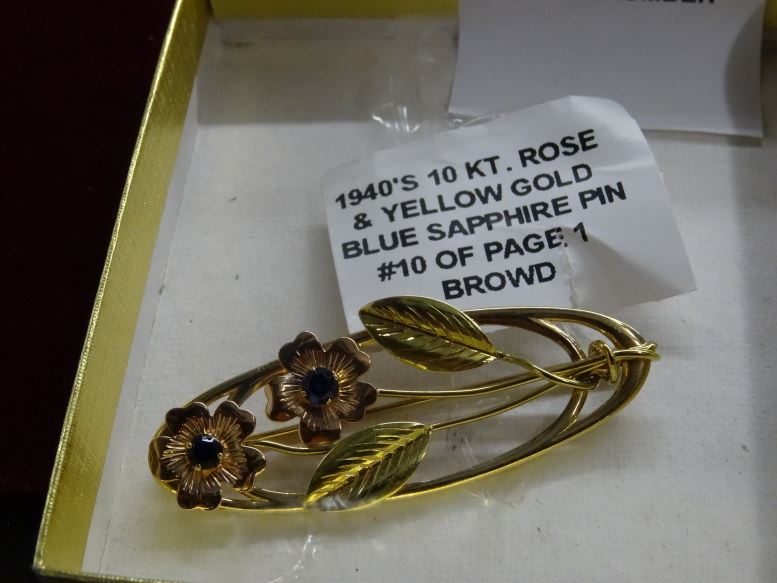 1940'S 10 KT. ROSE
& YELLOW GOLD
BLUE SAPPHIRE PIN
#10 OF PAGE 1
BROWD